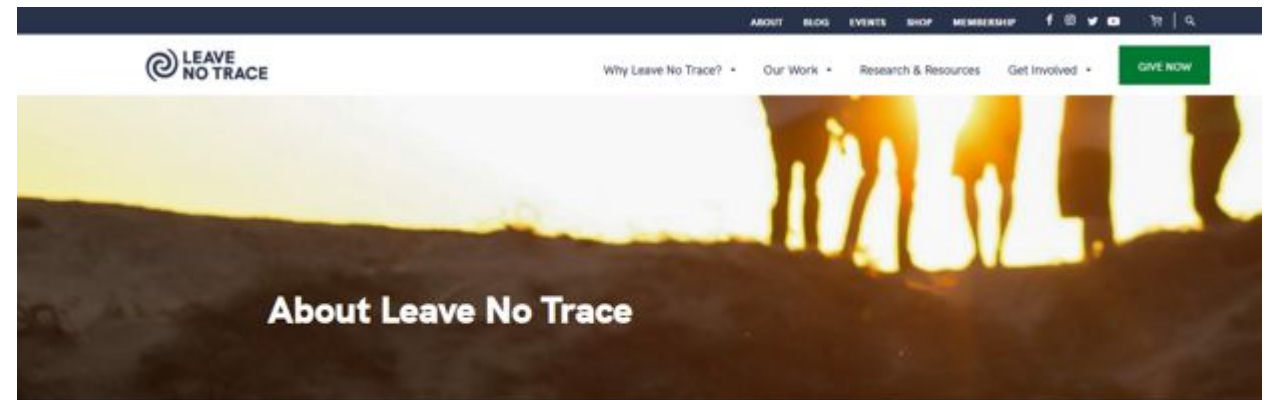 ABOUT BLOG EVENTS SHOP MEMBERSHIP
LEAVE
NO TRACE
Why Leave No Trace? Our Work Research & Resources Get Involved GIVE NOW
About Leave No Trace